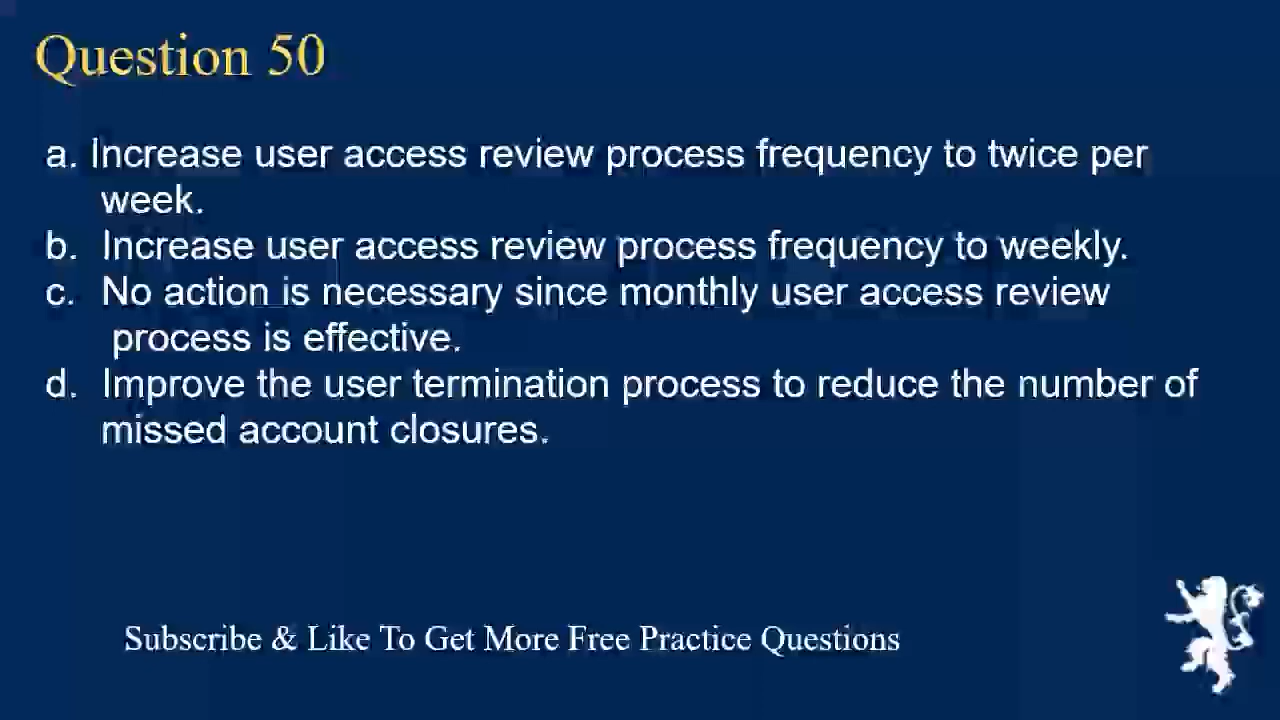 Question 50
a. Increase user access review process frequency to twice per
week.
b. Increase user access review process frequency to weekly.
c. No action is necessary since monthly user access review
process is effective.
d. Improve the user termination process to reduce the number of
missed account closures.
Subscribe & Like To Get More Free Practice Questions